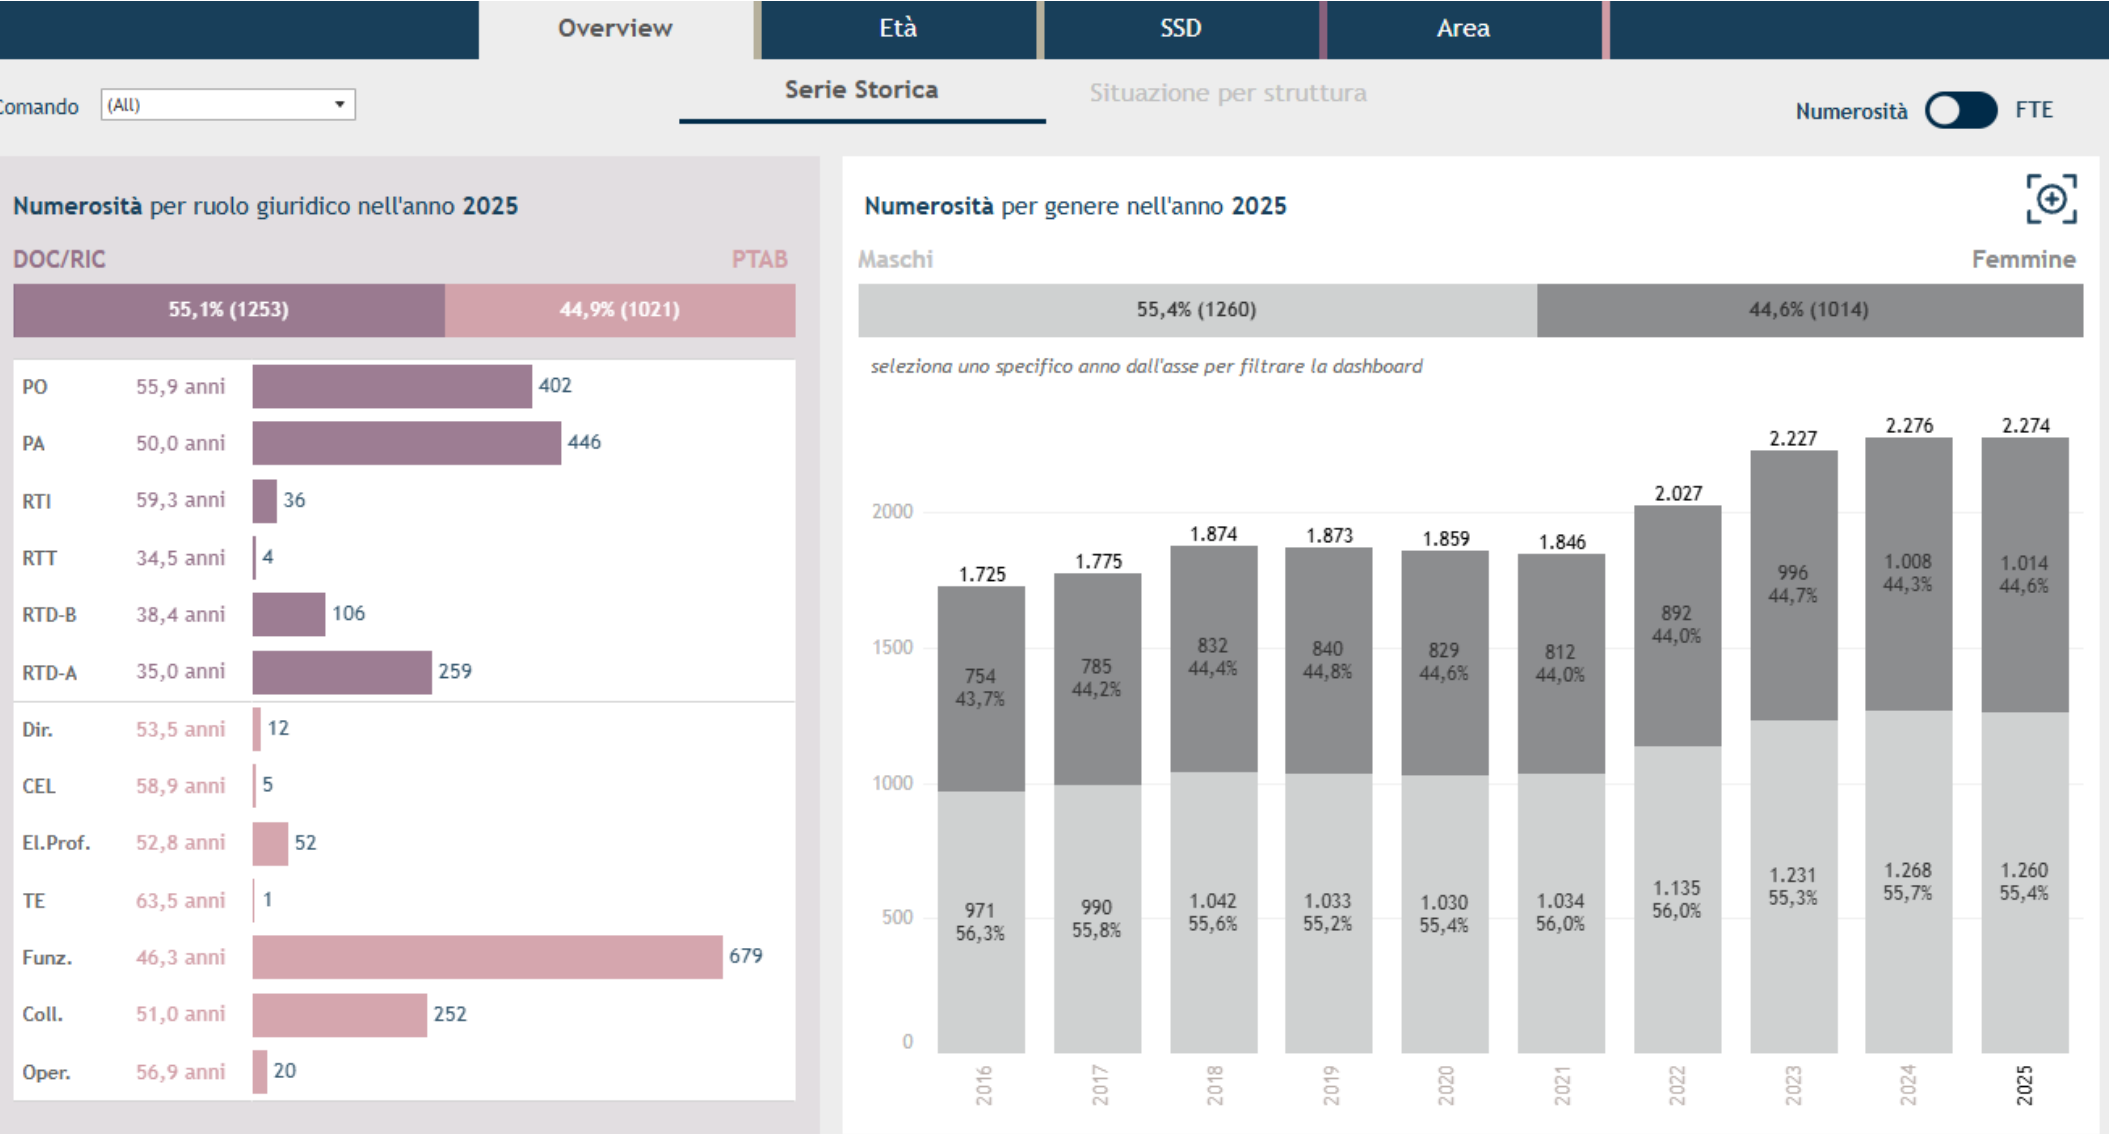 Overview
Età
SSD
Area
Comando
(All)
Serie Storica
Situazione per struttura
Numerosità
FTE
Numerosità per ruolo giuridico nell'anno 2025
DOC/RIC
PTAB
55,1% (1253)
44,9% (1021)
PO 55,9 anni 402
PA 50,0 anni 446
RTI 59,3 anni 36
RTT 34,5 anni 4
RTD-B 38,4 anni 106
RTD-A 35,0 anni 259
Dir. 53,5 anni 12
CEL 58,9 anni 5
El.Prof. 52,8 anni 52
TE 63,5 anni 1
Funz. 46,3 anni 679
Coll. 51,0 anni 252
Oper. 56,9 anni 20
Numerosità per genere nell'anno 2025
Maschi
Femmine
55,4% (1260)
44,6% (1014)
seleziona uno specifico anno dall'asse per filtrare la dashboard
2000
1500
1000
500
0
1.725
754
43,7%
971
56,3%
2016
1.775
785
44,2%
990
55,8%
2017
1.874
832
44,4%
1.042
55,6%
2018
1.873
840
44,8%
1.033
55,2%
2019
1.859
829
44,6%
1.030
55,4%
2020
1.846
812
44,0%
1.034
56,0%
2021
2.027
892
44,0%
1.135
56,0%
2022
2.227
996
44,7%
1.231
55,3%
2023
2.276
1.008
44,3%
1.268
55,7%
2024
2.274
1.014
44,6%
1.260
55,4%
2025